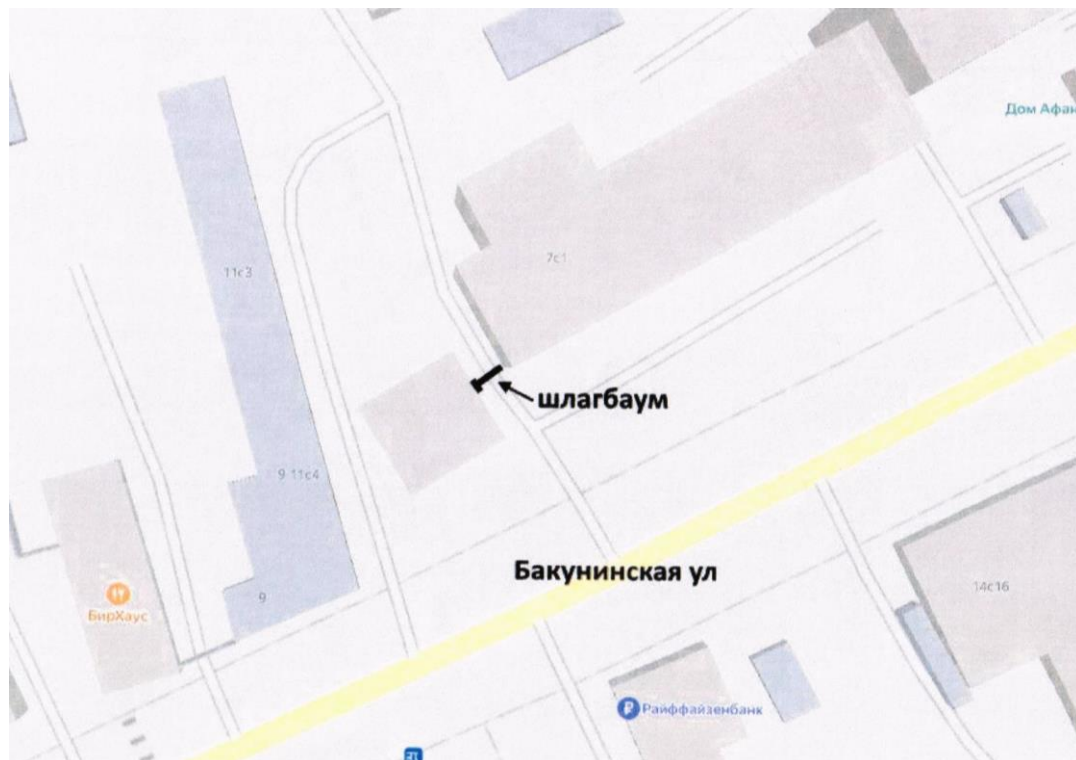 Дом Афан
11с3
7с1
шлагбаум
9-11с4
Бакунинская ул
14с16
9
БирХаус
Райффайзенбанк